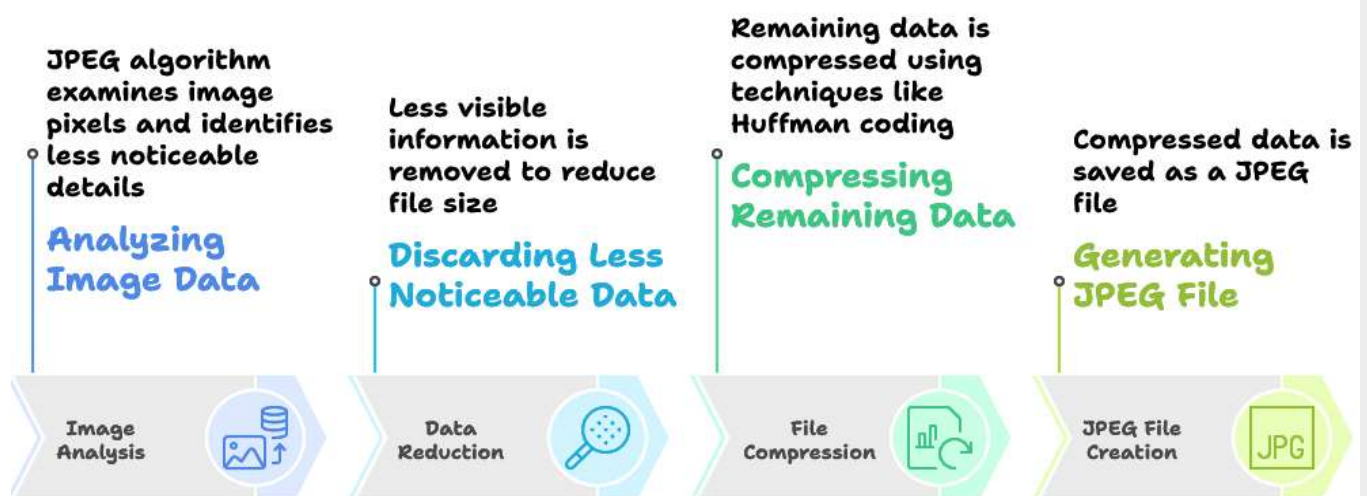 JPEG algorithm
examines image
pixels and identifies
less noticeable
details
Analyzing
Image Data
Less visible
information is
removed to reduce
file size
Discarding Less
Noticeable Data
Remaining data is
compressed using
techniques like
Huffman coding
Compressing
Remaining Data
Compressed data is
saved as a JPEG
file
Generating
JPEG File
Image
Analysis
Data
Reduction
File
Compression
JPEG File
Creation
JPG